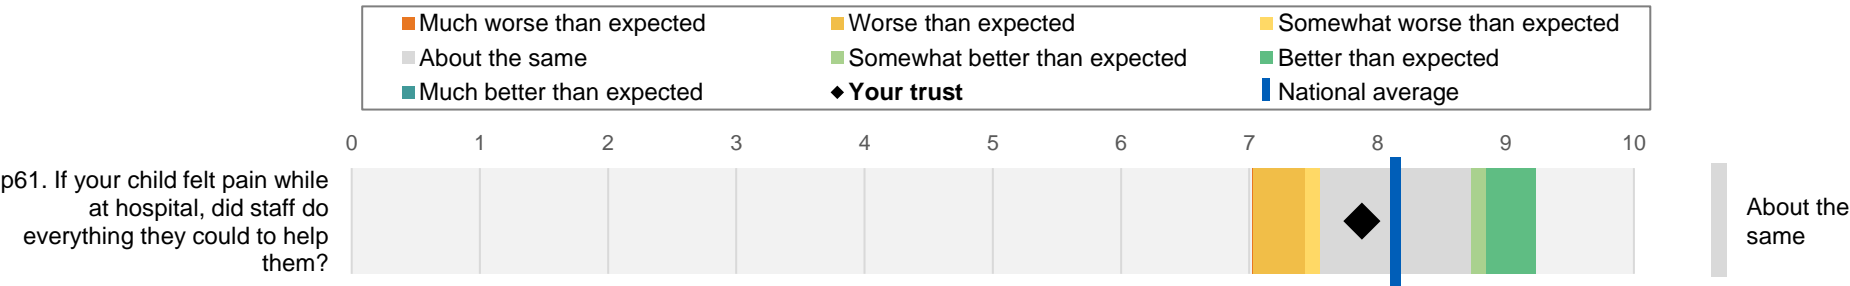 Much worse than expected
Worse than expected
Somewhat worse than expected
About the same
Somewhat better than expected
Better than expected
Much better than expected
Your trust
National average
0 1 2 3 4 5 6 7 8 9 10
p61. If your child felt pain while
at hospital, did staff do
everything they could to help
them?
About the
same